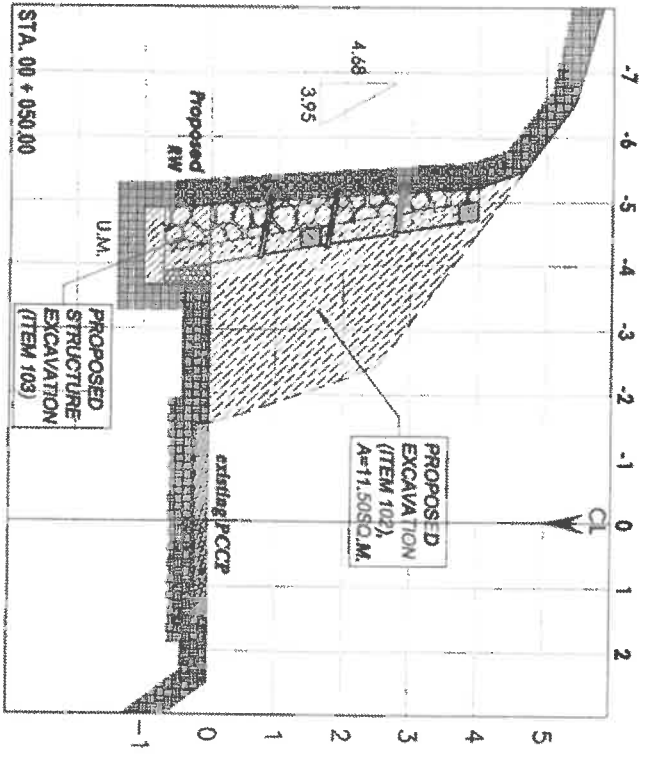 -7 -6 -5 -4 -3 -2 -1 0 1 2
CL
5
4
3
2
1
0
-1
4.68
3.95
Proposed
RW
U.M.
existing PCCP
PROPOSED
EXCAVATION
(ITEM 102),
A=11.50SQ.M.
PROPOSED
STRUCTURE
EXCAVATION
(ITEM 103)
STA. 00 + 050.00